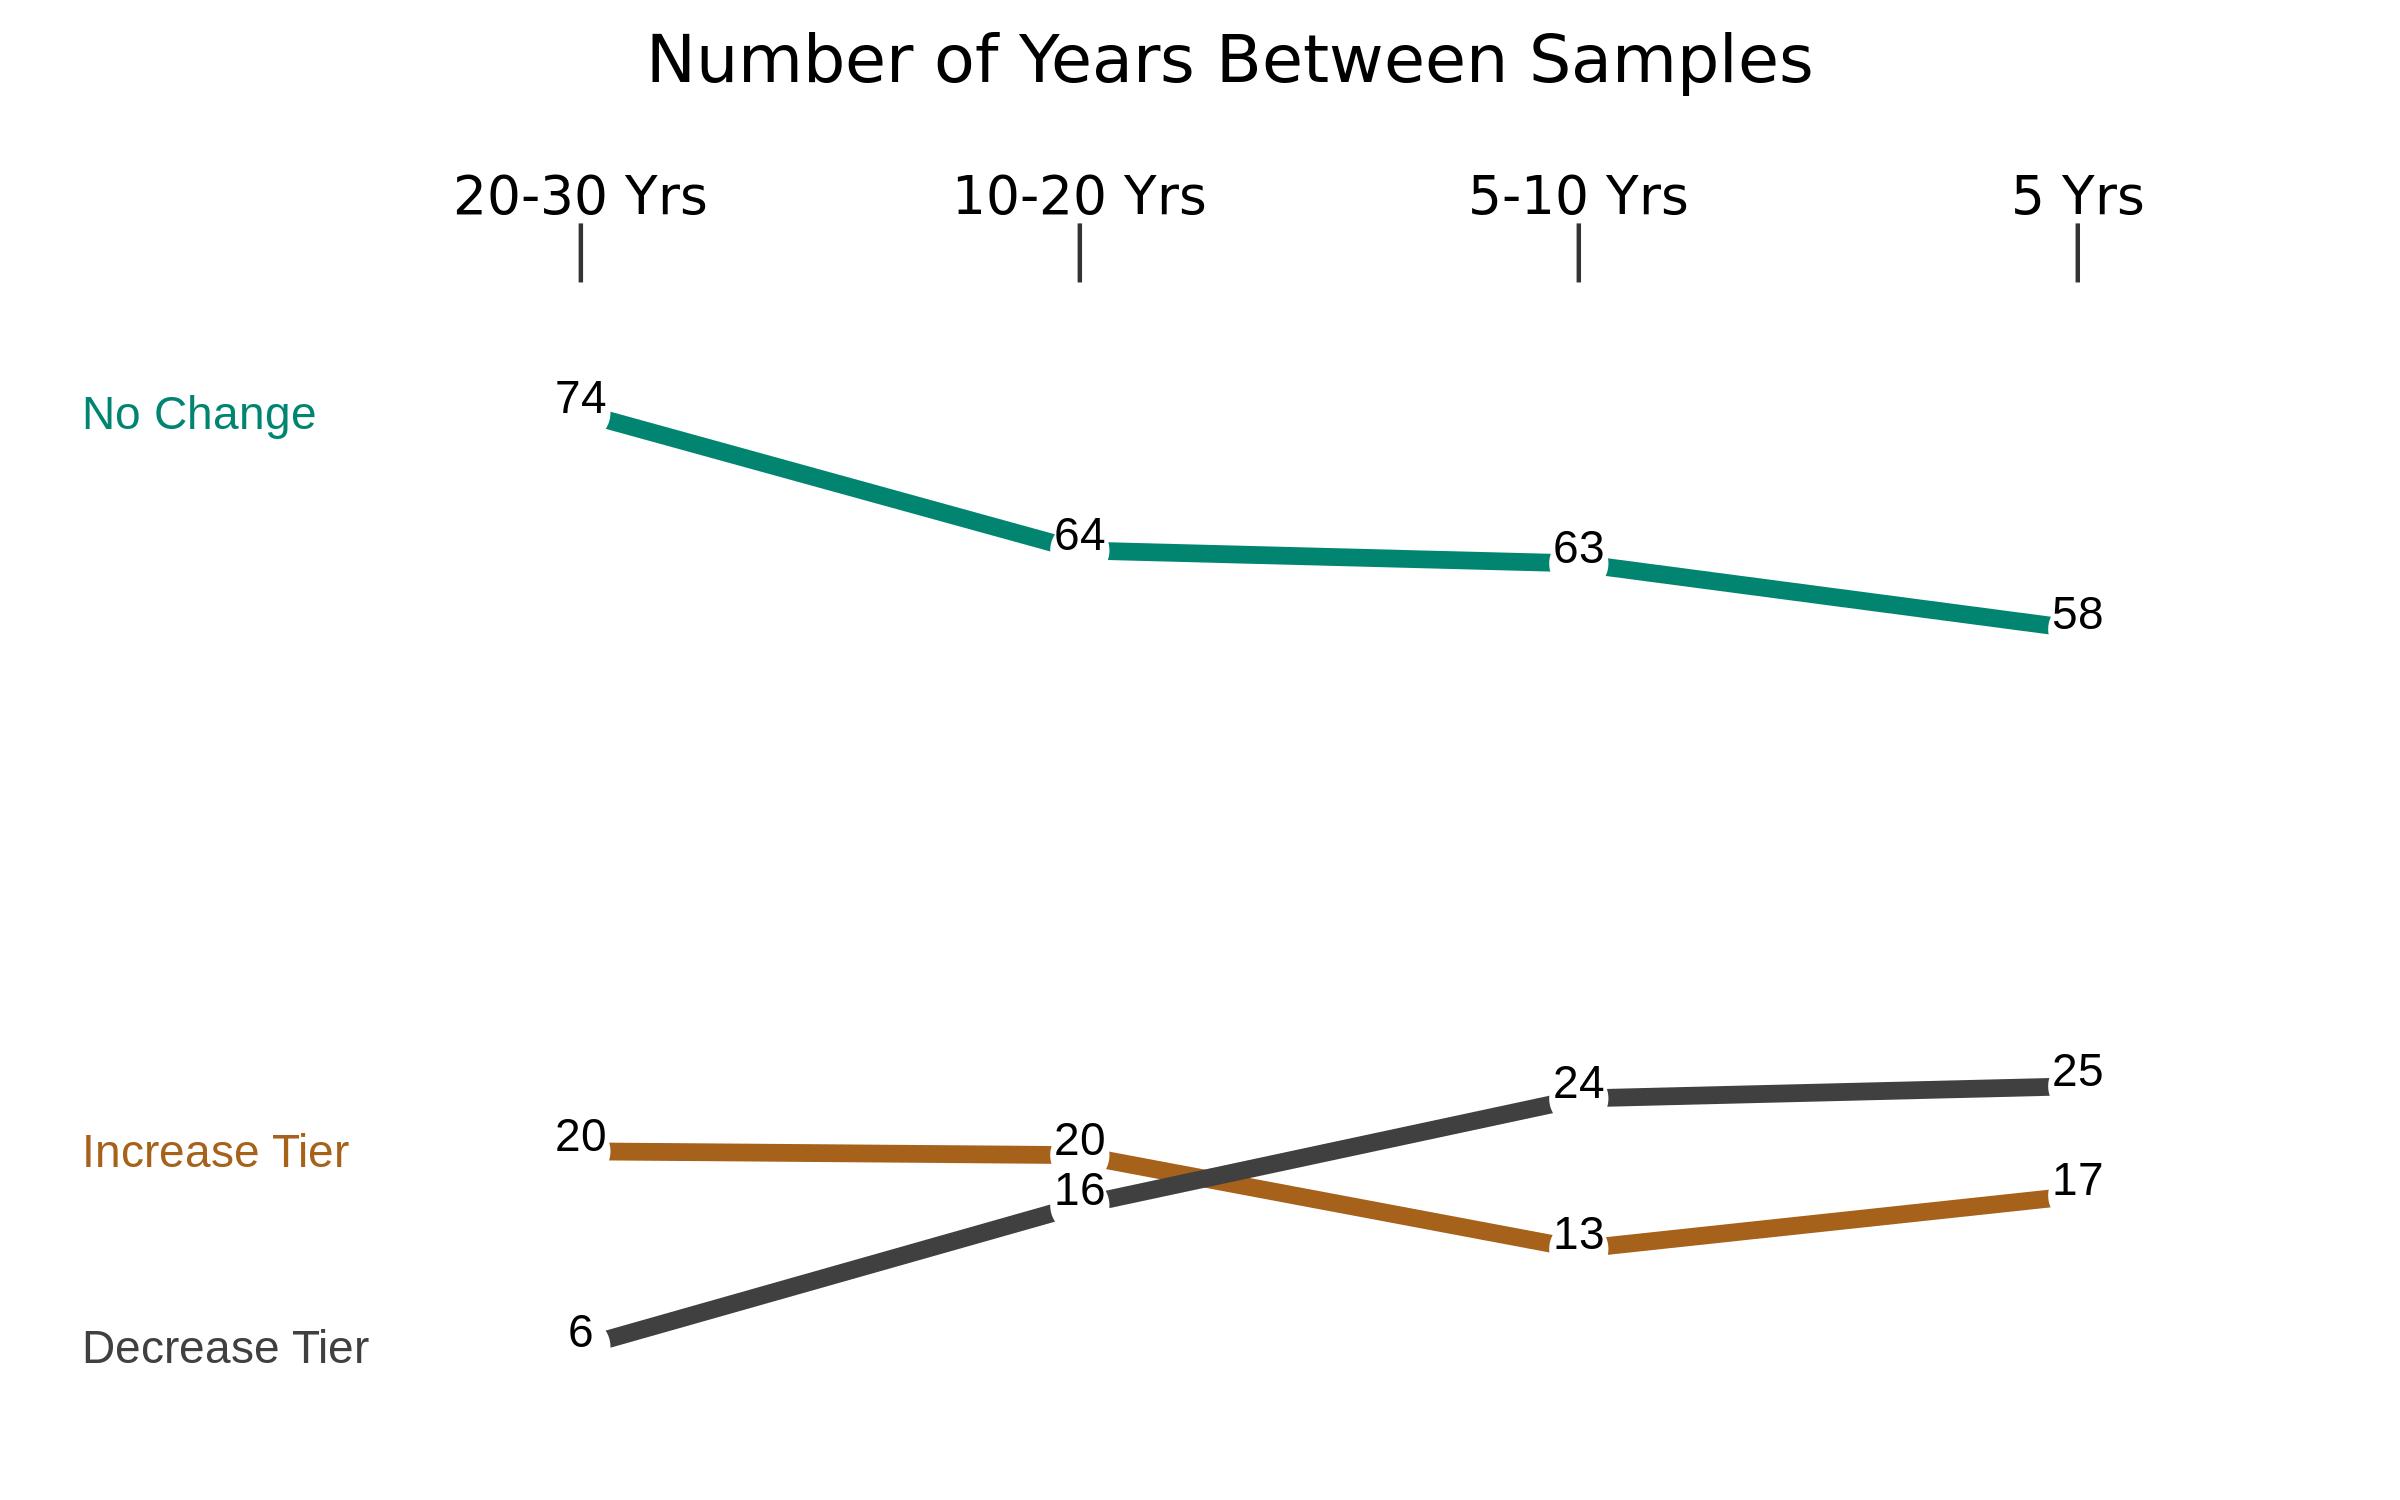 Number of Years Between Samples
20-30 Yrs 10-20 Yrs 5-10 Yrs 5 Yrs
No Change 74
64
63
58
24
25
Increase Tier 20 20
16
13
17
Decrease Tier 6